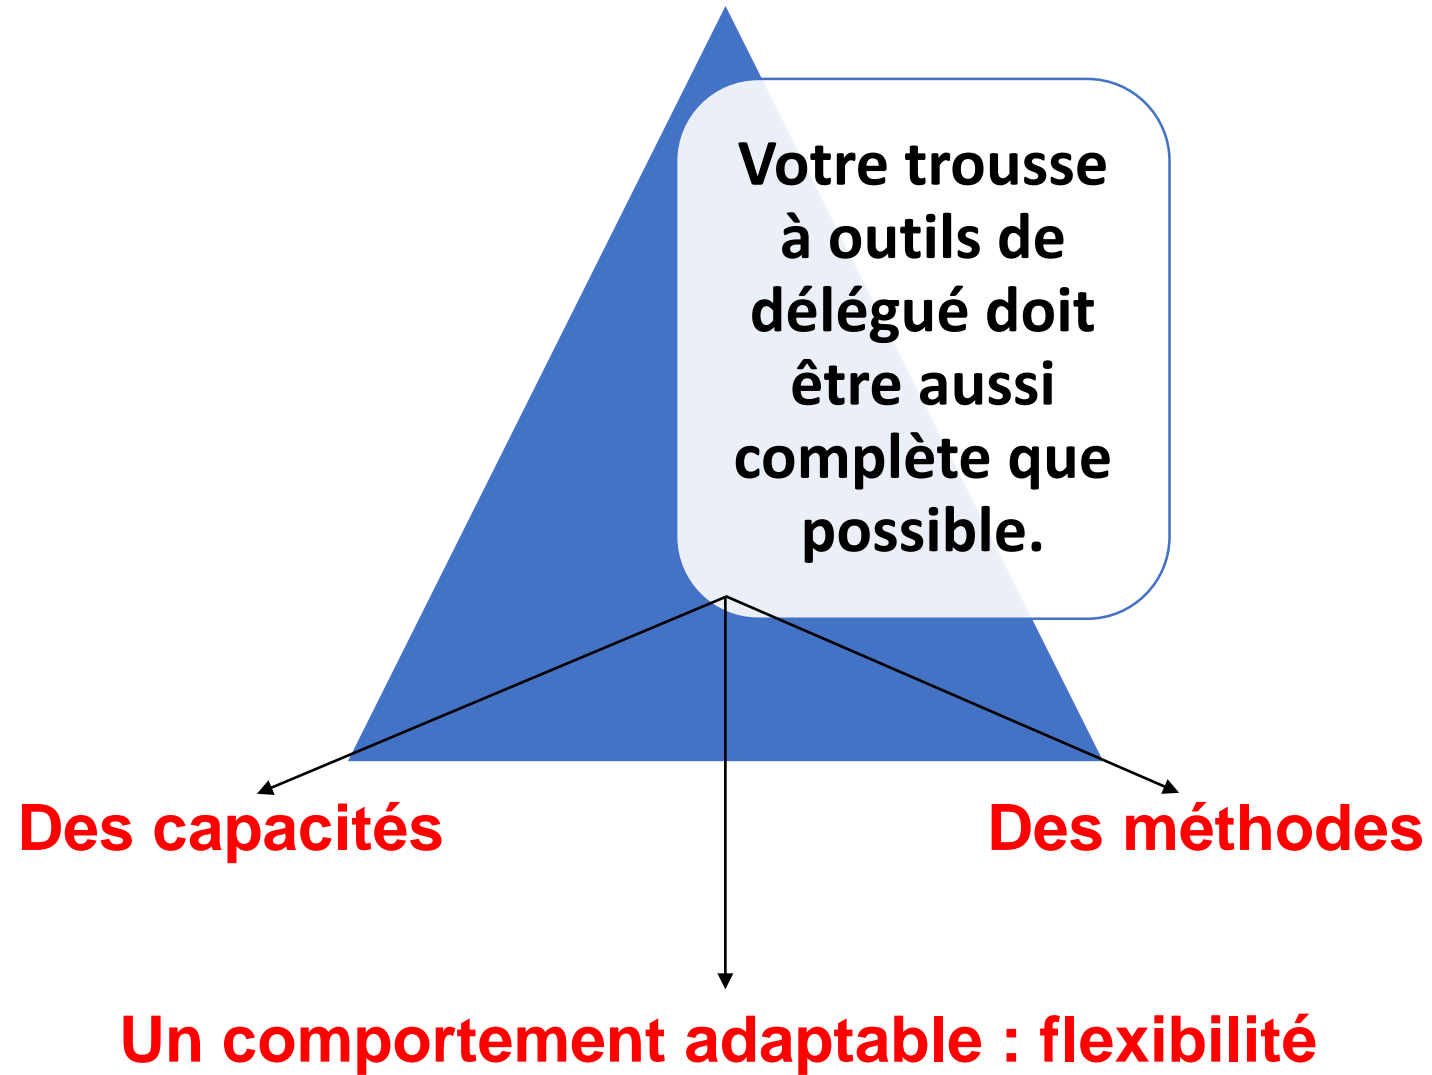 Votre trousse
à outils de
délégué doit
être aussi
complète que
possible.
Des capacités
Des méthodes
Un comportement adaptable : flexibilité